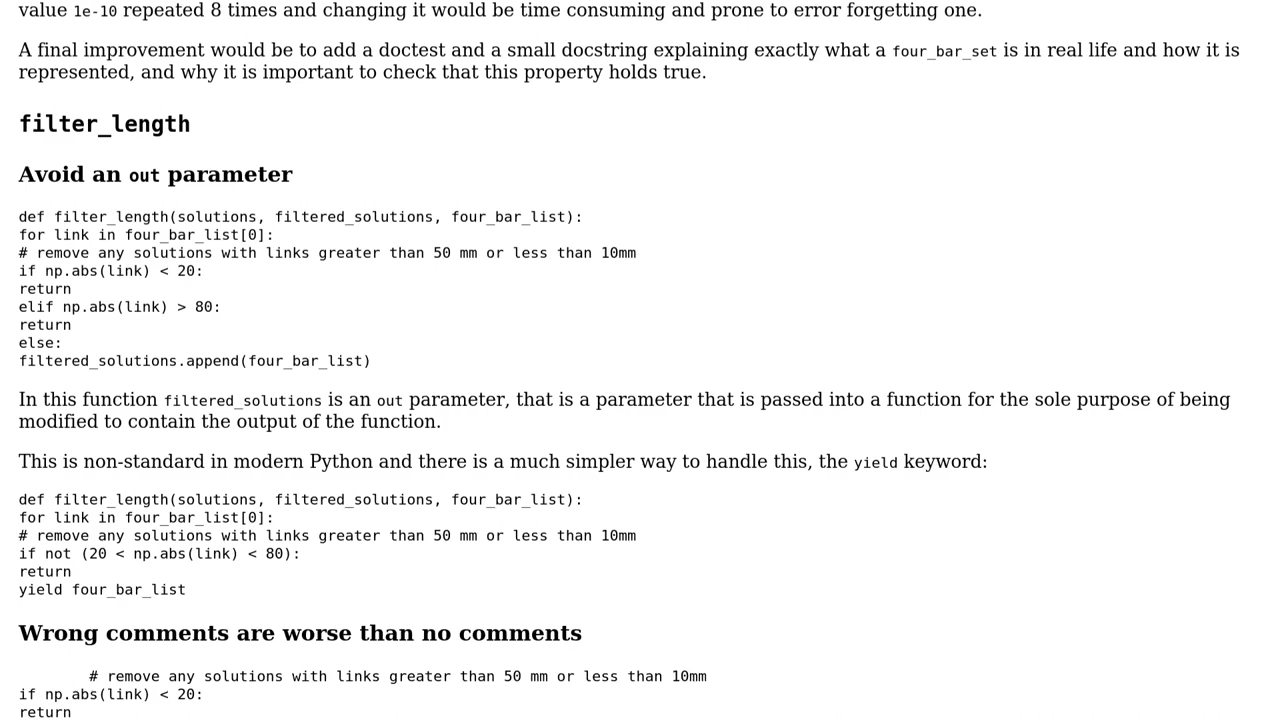 value 1e-10 repeated 8 times and changing it would be time consuming and prone to error forgetting one.
A final improvement would be to add a doctest and a small docstring explaining exactly what a four_bar_set is in real life and how it is
represented, and why it is important to check that this property holds true.
filter_length
Avoid an out parameter
def filter_length(solutions, filtered_solutions, four_bar_list):
for link in four_bar_list[0]:
# remove any solutions with links greater than 50 mm or less than 10mm
if np.abs(link) < 20:
return
elif np.abs(link) > 80:
return
else:
filtered_solutions.append(four_bar_list)
In this function filtered_solutions is an out parameter, that is a parameter that is passed into a function for the sole purpose of being
modified to contain the output of the function.
This is non-standard in modern Python and there is a much simpler way to handle this, the yield keyword:
def filter_length(solutions, filtered_solutions, four_bar_list):
for link in four_bar_list[0]:
# remove any solutions with links greater than 50 mm or less than 10mm
if not (20 < np.abs(link) < 80):
return
yield four_bar_list
Wrong comments are worse than no comments
# remove any solutions with links greater than 50 mm or less than 10mm
if np.abs(link) < 20:
return